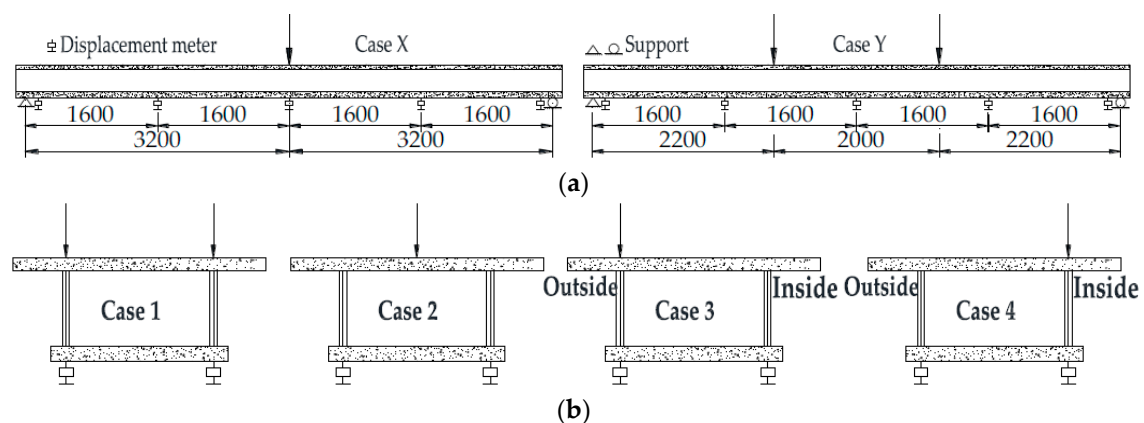 Displacement meter Case X
Support Case Y
1600 1600 1600 1600
3200 3200
1600 1600 1600 1600
2200 2000 2200
(a)
Case 1
Case 2
Outside Case 3 Inside
Outside Case 4 Inside
(b)